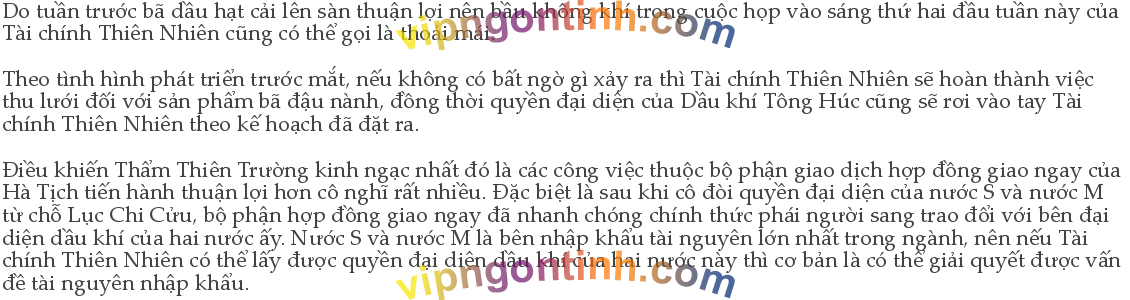 Do tuần trước bã dầu hạt cải lên sàn thuận lợi nên bầu không khí trong cuộc họp vào sáng thứ hai đầu tuần này của
Tài chính Thiên Nhiên cũng có thể gọi là thoải mái.
vipngontinh.com
Theo tình hình phát triển trước mắt, nếu không có bất ngờ gì xảy ra thì Tài chính Thiên Nhiên sẽ hoàn thành việc
thu lưới đối với sản phẩm bã đậu nành, đồng thời quyền đại diện của Dầu khí Tông Húc cũng sẽ rơi vào tay Tài
chính Thiên Nhiên theo kế hoạch đã đặt ra.
Điều khiến Thẩm Thiên Trường kinh ngạc nhất đó là các công việc thuộc bộ phận giao dịch hợp đồng giao ngay của
Hà Tịch tiến hành thuận lợi hơn cô nghĩ rất nhiều. Đặc biệt là sau khi cô đòi quyền đại diện của nước S và nước M
từ chỗ Lục Chi Cửu, bộ phận hợp đồng giao ngay đã nhanh chóng chính thức phái người sang trao đổi với bên đại
diện dầu khí của hai nước ấy. Nước S và nước M là bên nhập khẩu tài nguyên lớn nhất trong ngành, nên nếu Tài
chính Thiên Nhiên có thể lấy được quyền đại diện dầu khí của hai nước này thì cơ bản là có thể giải quyết được vấn
đề tài nguyên nhập khẩu.
vipngontinh.com